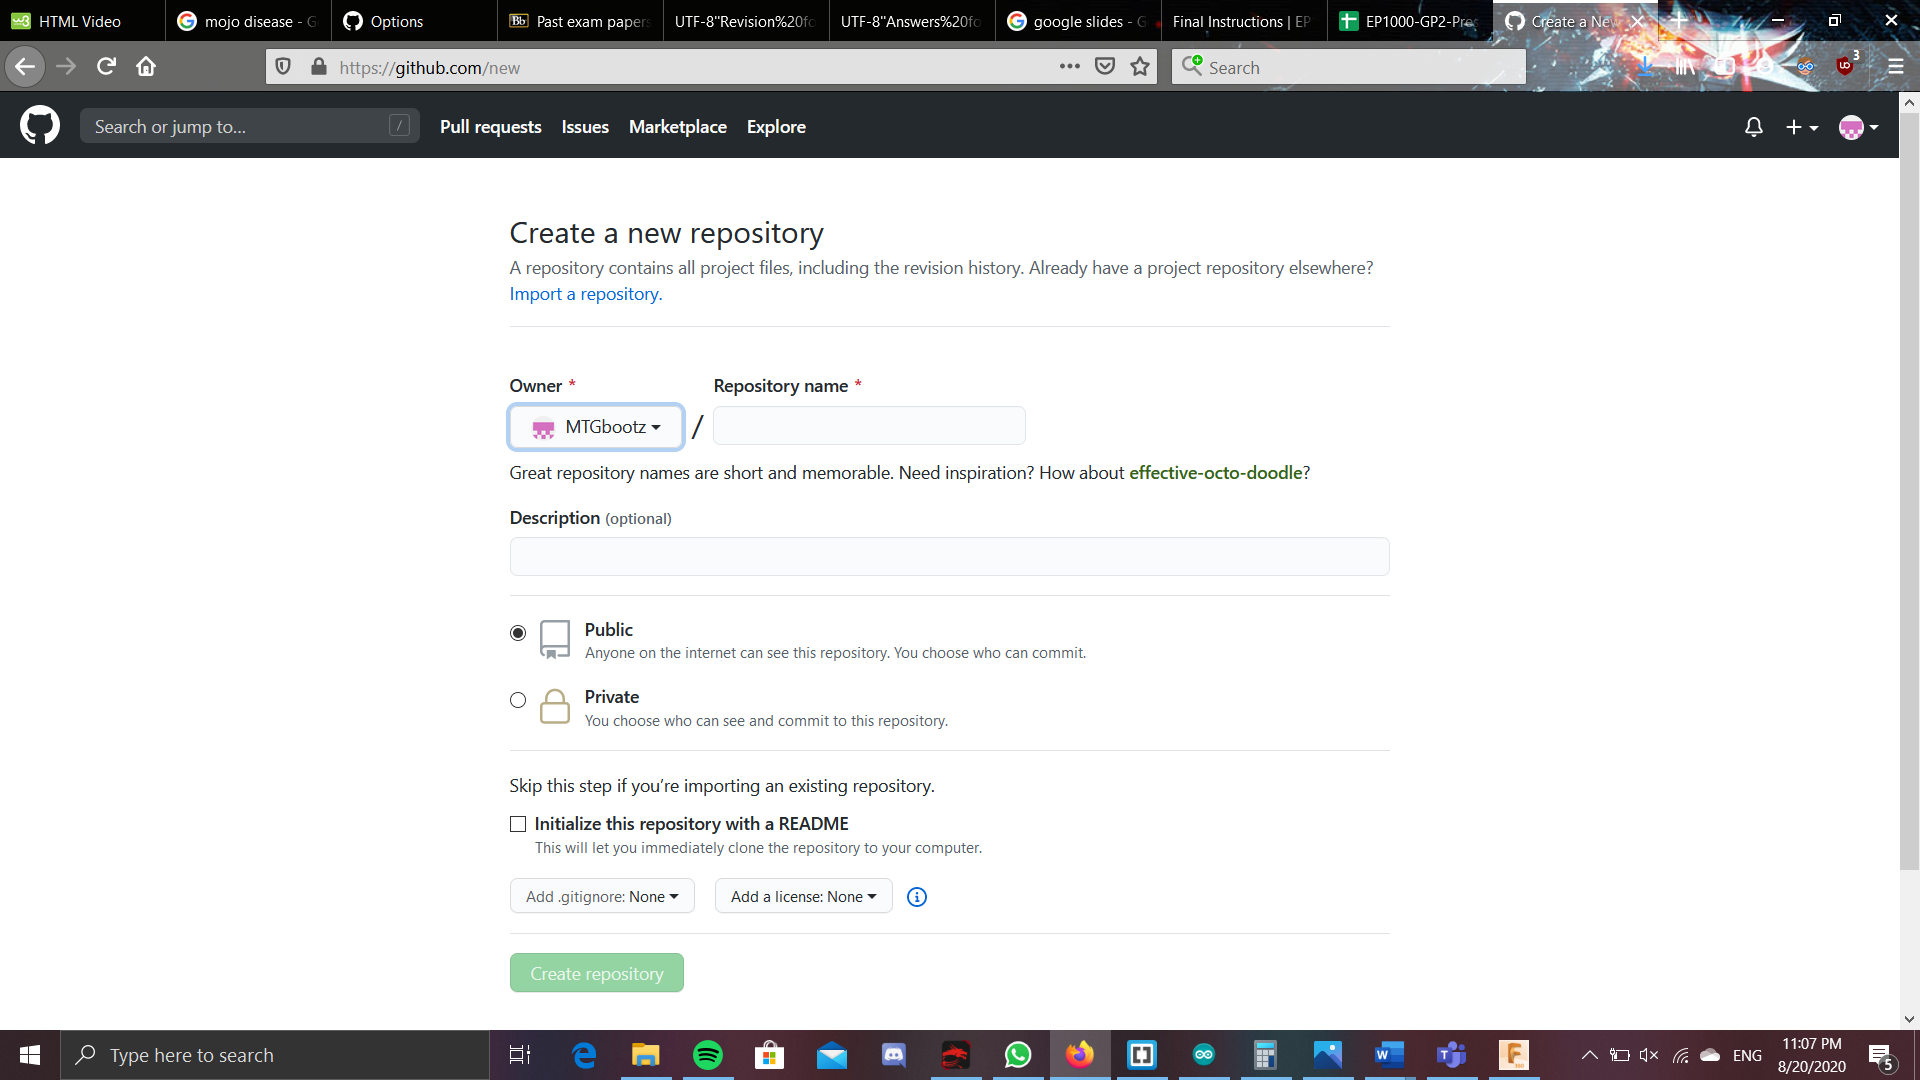 HTML Video
mojo disease - G
Options
Bb Past exam papers
UTF-8''Revision%20fo
UTF-8''Answers%20fo
google slides - G
Final Instructions | EP
EP1000-GP2-Pres
Create a New
https://github.com/new
Search
3
Search or jump to...
/
Pull requests
Issues
Marketplace
Explore
Create a new repository
A repository contains all project files, including the revision history. Already have a project repository elsewhere?
Import a repository.
Owner *
Repository name *
MTGbootz
/
Great repository names are short and memorable. Need inspiration? How about effective-octo-doodle?
Description (optional)
Public
Anyone on the internet can see this repository. You choose who can commit.
Private
You choose who can see and commit to this repository.
Skip this step if you’re importing an existing repository.
Initialize this repository with a README
This will let you immediately clone the repository to your computer.
Add .gitignore: None
Add a license: None
Create repository
Type here to search
ENG
11:07 PM
8/20/2020
5